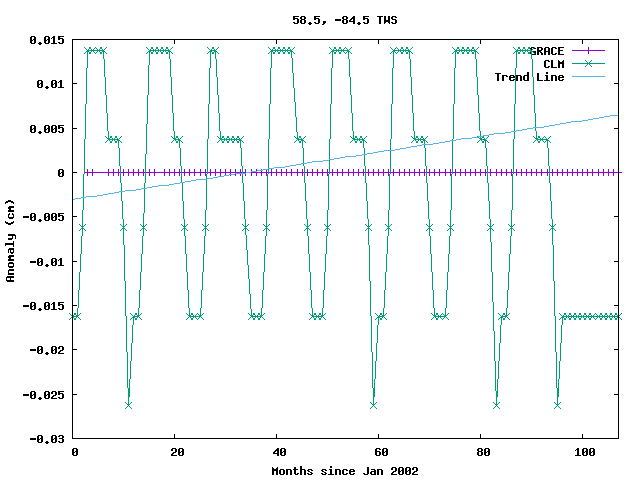 58.5, -84.5 TWS
0.015
0.01
0.005
0
-0.005
-0.01
-0.015
-0.02
-0.025
-0.03
Anomaly (cm)
GRACE
CLM
Trend Line
0 20 40 60 80 100
Months since Jan 2002